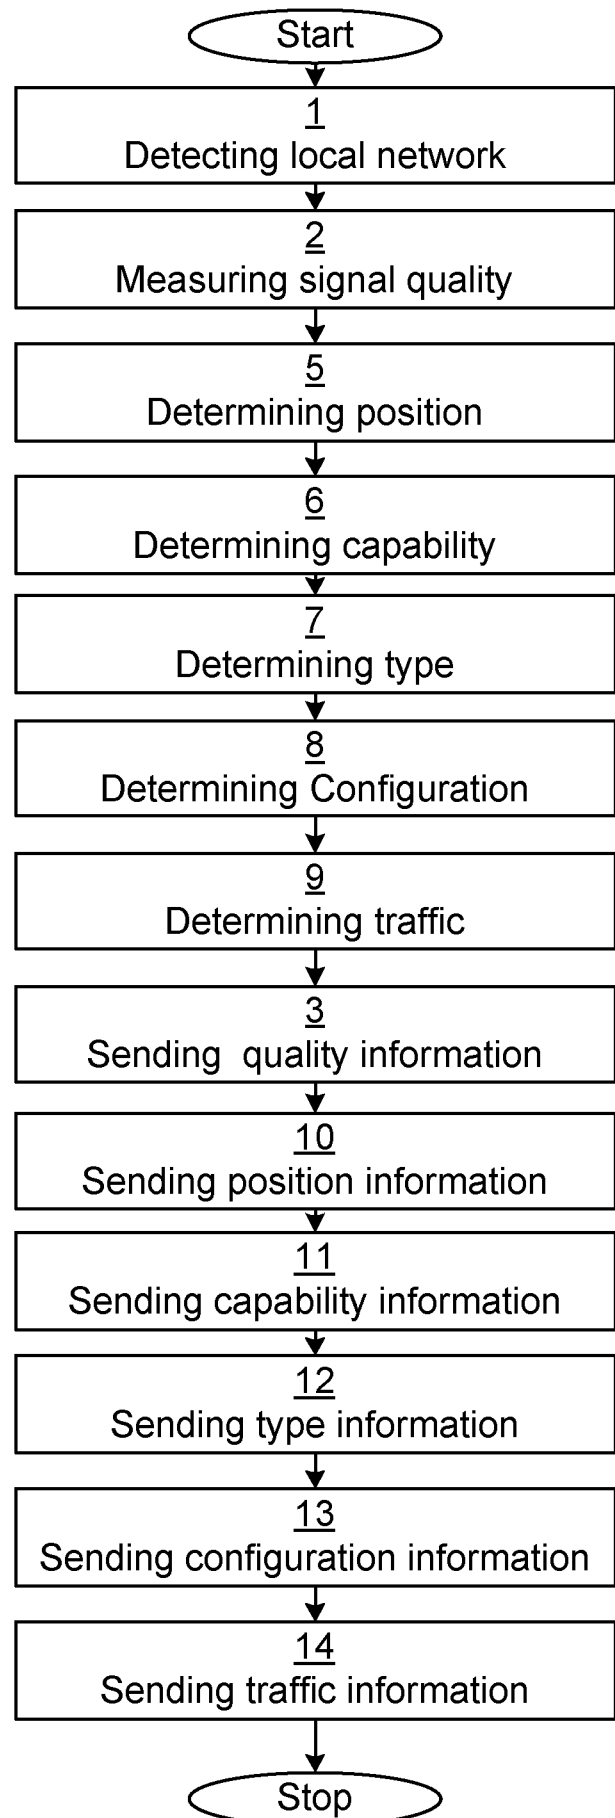 Start
1
Detecting local network
2
Measuring signal quality
5
Determining position
6
Determining capability
7
Determining type
8
Determining Configuration
9
Determining traffic
3
Sending quality information
10
Sending position information
11
Sending capability information
12
Sending type information
13
Sending configuration information
14
Sending traffic information
Stop